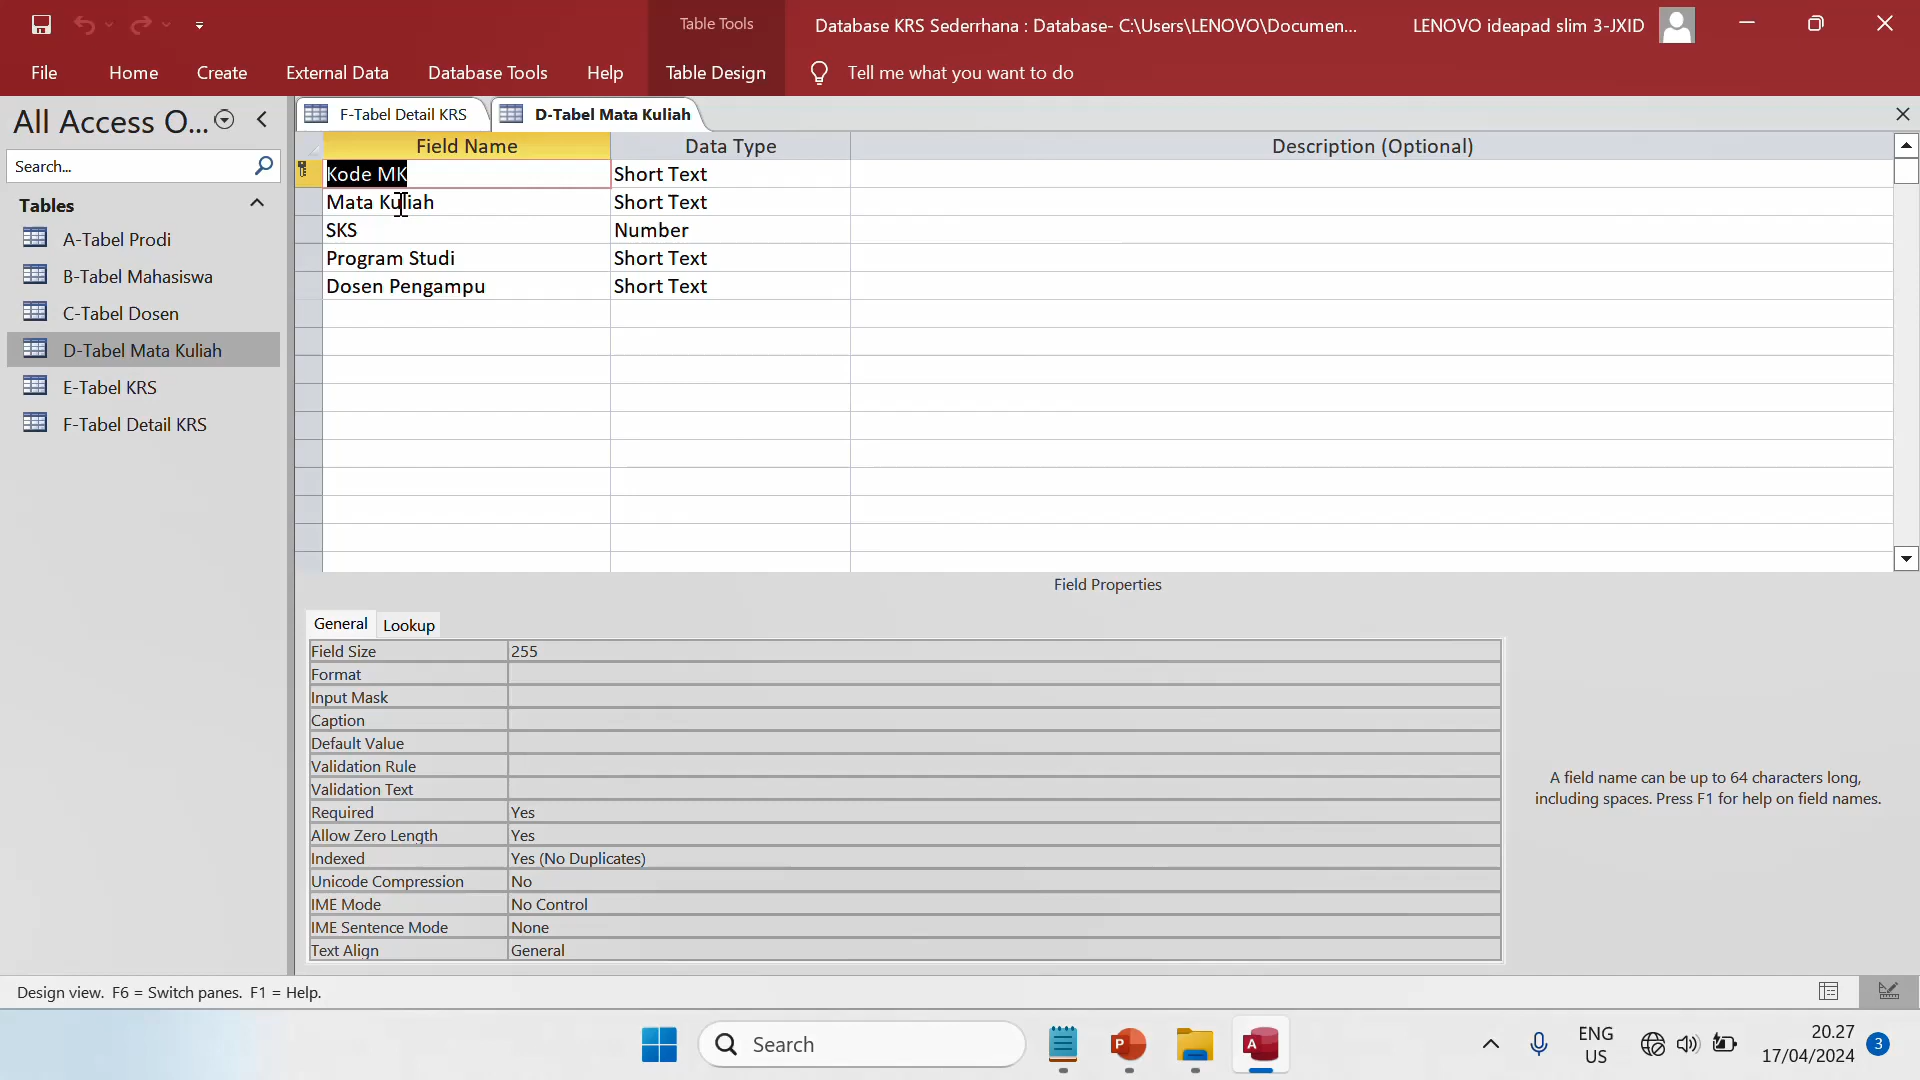 Table Tools
Database KRS Sederrhana : Database- C:\Users\LENOVO\Documen...
LENOVO ideapad slim 3-JXID
File
Home
Create
External Data
Database Tools
Help
Table Design
Tell me what you want to do
All Access O...
F-Tabel Detail KRS
D-Tabel Mata Kuliah
Search...
Tables
A-Tabel Prodi
B-Tabel Mahasiswa
C-Tabel Dosen
D-Tabel Mata Kuliah
E-Tabel KRS
F-Tabel Detail KRS
Field Name Data Type Description (Optional)
Kode MK Short Text
Mata Kuliah Short Text
SKS Number
Program Studi Short Text
Dosen Pengampu Short Text
Field Properties
General Lookup
Field Size 255
Format
Input Mask
Caption
Default Value
Validation Rule
Validation Text
Required Yes
Allow Zero Length Yes
Indexed Yes (No Duplicates)
Unicode Compression No
IME Mode No Control
IME Sentence Mode None
Text Align General
A field name can be up to 64 characters long,
including spaces. Press F1 for help on field names.
Design view. F6 = Switch panes. F1 = Help.
Search
ENG
US
20.27
17/04/2024
3